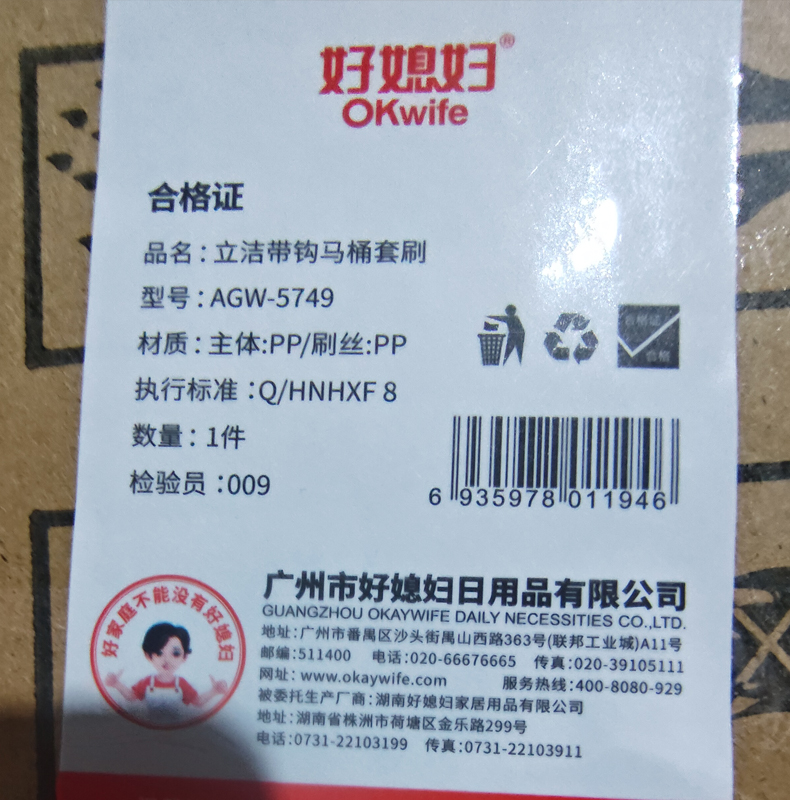 好媳妇®
OKwife
合格证
品名：立洁带钩马桶套刷
型号：AGW-5749
材质：主体:PP/刷丝:PP
执行标准：Q/HNHXF 8
数量：1件
检验员：009
合格证
合格
6 935978 011946
好家庭不能没有好媳妇
广州市好媳妇日用品有限公司
GUANGZHOU OKAYWIFE DAILY NECESSITIES CO.,LTD.
地址:广州市番禺区沙头街禺山西路363号(联邦工业城)A11号
邮编:511400 电话:020-66676665 传真:020-39105111
网址: www.okaywife.com 服务热线:400-8080-929
被委托生产厂商:湖南好媳妇家居用品有限公司
地址:湖南省株洲市荷塘区金乐路299号
电话:0731-22103199 传真:0731-22103911